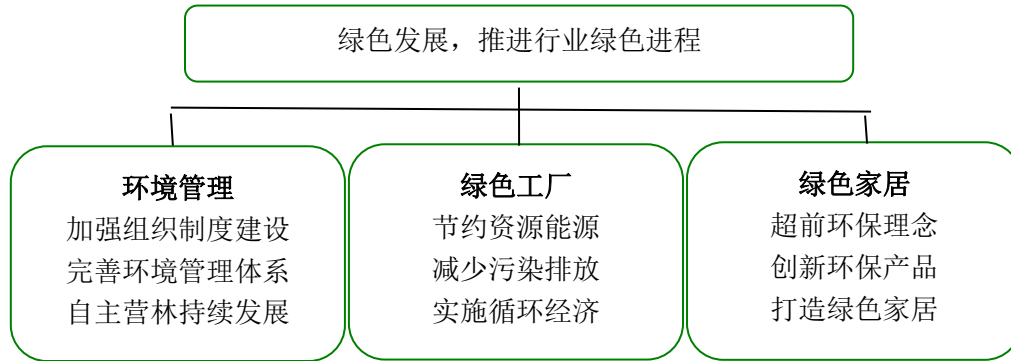 绿色发展，推进行业绿色进程
环境管理
加强组织制度建设
完善环境管理体系
自主营林持续发展
绿色工厂
节约资源能源
减少污染排放
实施循环经济
绿色家居
超前环保理念
创新环保产品
打造绿色家居